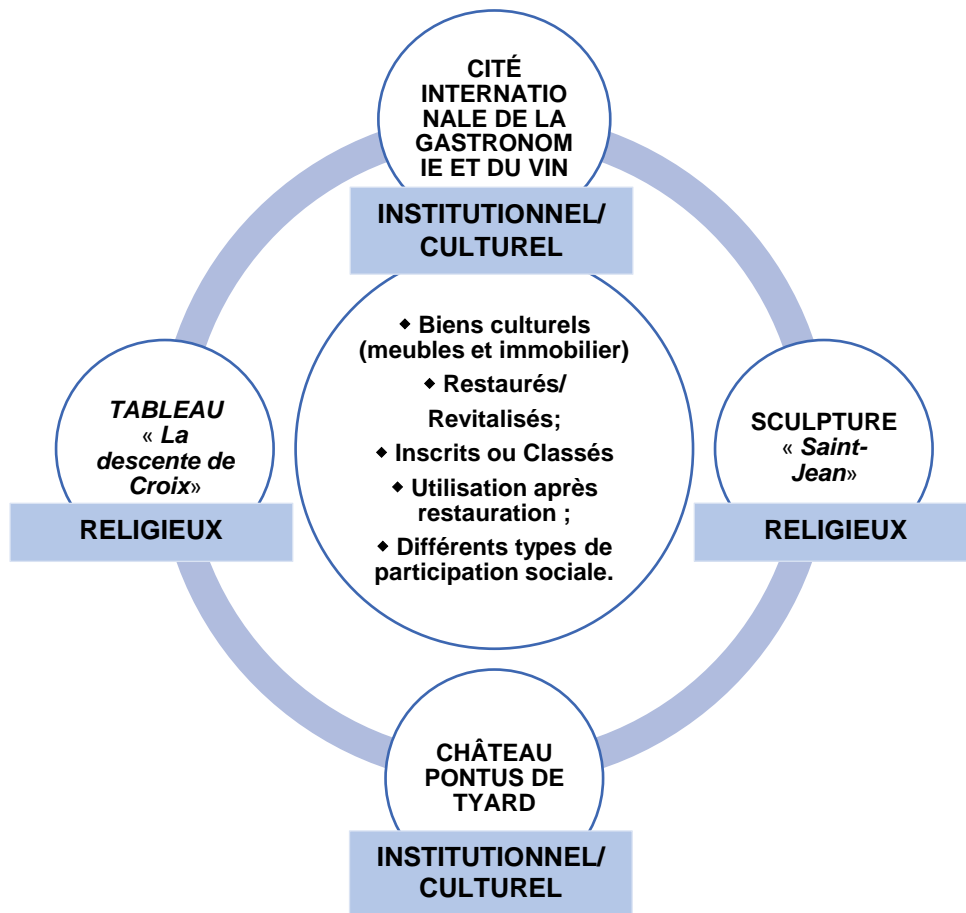 CITÉ
INTERNATIO
NALE DE LA
GASTRONOM
IE ET DU VIN
INSTITUTIONNEL/
CULTUREL
◆ Biens culturels
(meubles et immobilier)
◆ Restaurés/
Revitalisés;
◆ Inscrits ou Classés
◆ Utilisation après
restauration ;
◆ Différents types de
participation sociale.
TABLEAU
« La
descente de
Croix»
RELIGIEUX
SCULPTURE
« Saint-
Jean»
RELIGIEUX
CHÂTEAU
PONTUS DE
TYARD
INSTITUTIONNEL/
CULTUREL